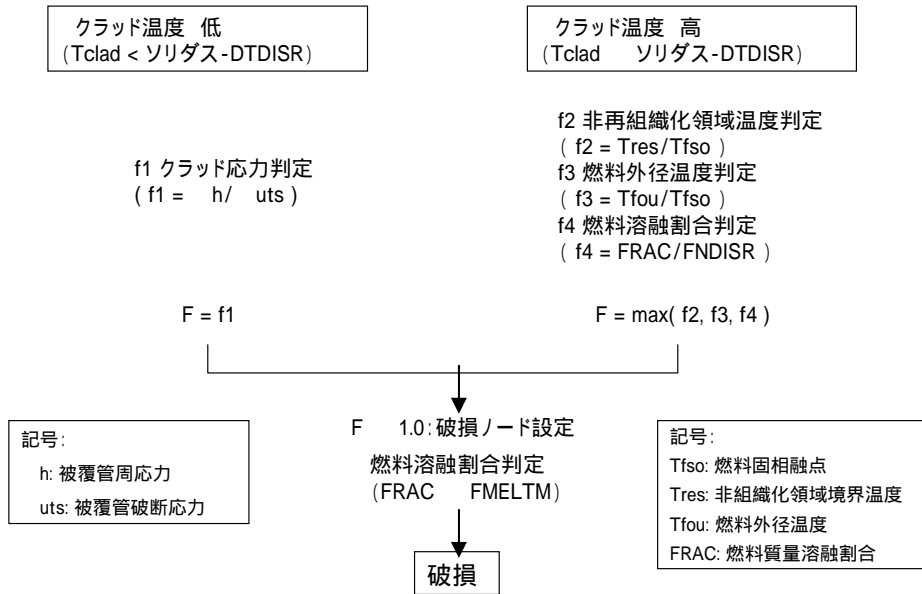 クラッド温度 低
(Tclad < ソリダス-DTDISR)
クラッド温度 高
(Tclad ソリダス-DTDISR)
f1 クラッド応力判定
( f1 = h/ uts )
f2 非再組織化領域温度判定
( f2 = Tres/Tfso )
f3 燃料外径温度判定
( f3 = Tfou/Tfso )
f4 燃料溶融割合判定
( f4 = FRAC/FNDISR )
F = f1
F = max( f2, f3, f4 )
F 1.0:破損ノード設定
燃料溶融割合判定
(FRAC FMELTM)
破損
記号:
h: 被覆管周応力
uts: 被覆管破断応力
記号:
Tfso: 燃料固相融点
Tres: 非組織化領域境界温度
Tfou: 燃料外径温度
FRAC: 燃料質量溶融割合